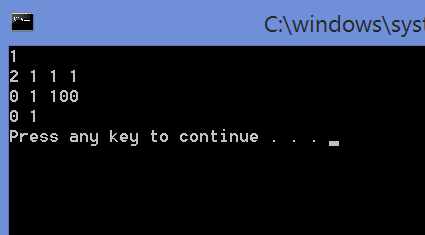 C:\windows\syst
1
2 1 1 1
0 1 100
0 1
Press any key to continue . . .